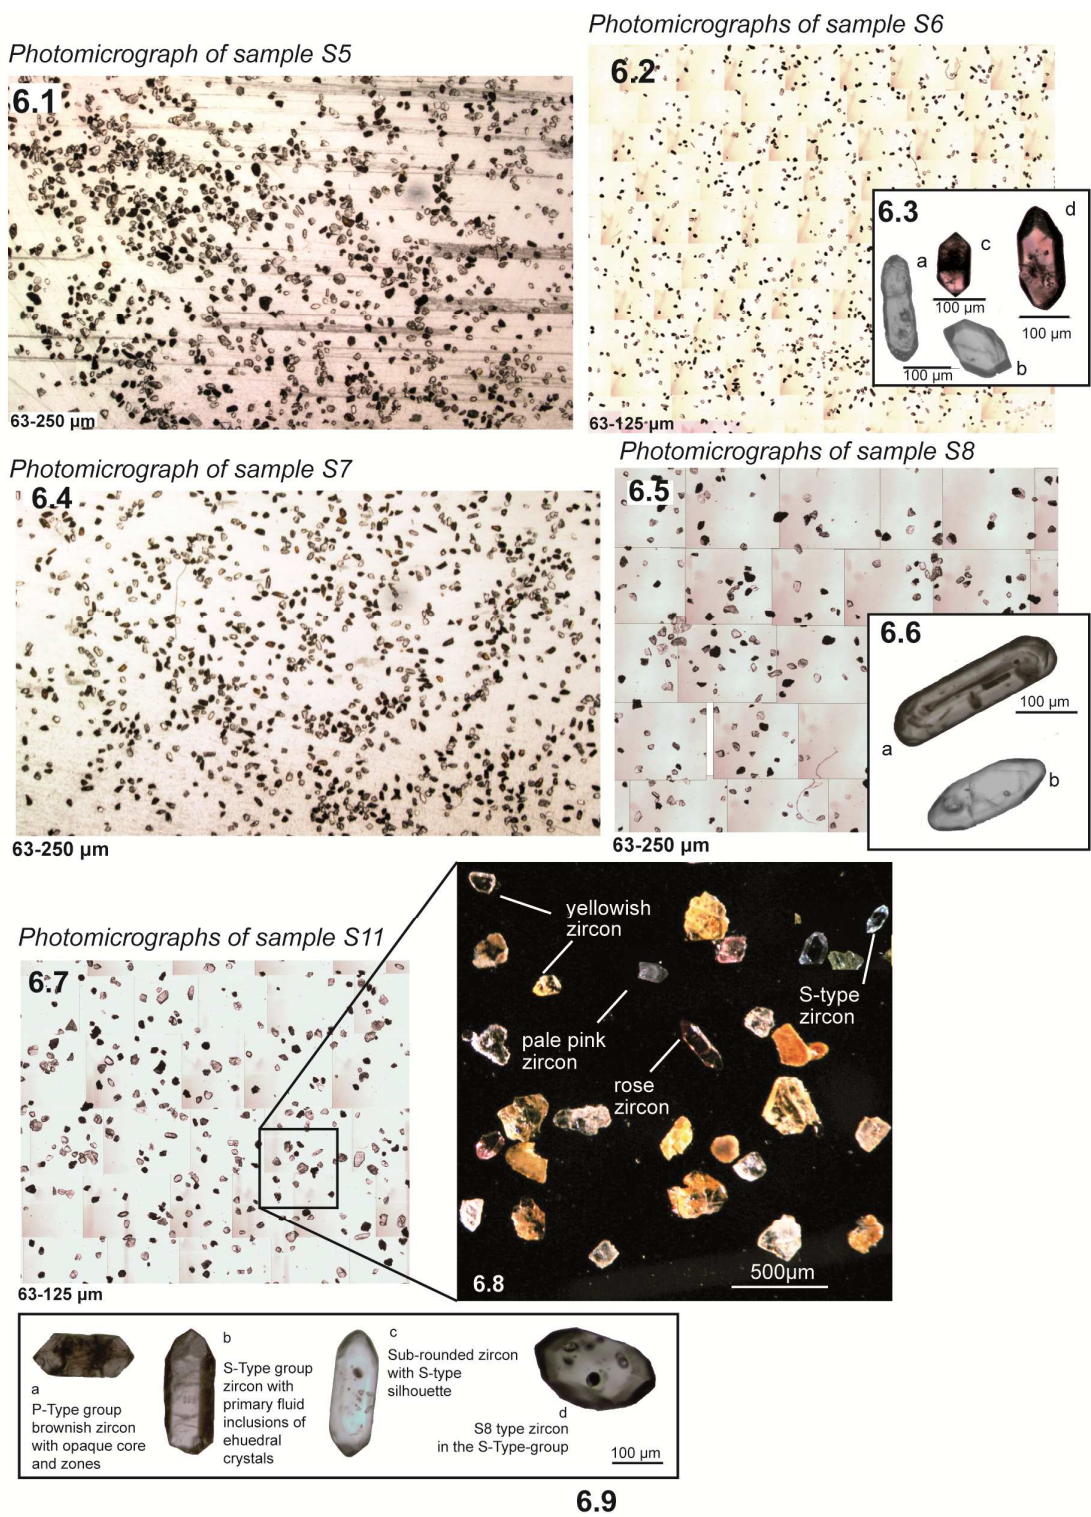 Photomicrograph of sample S5
6.1
63-250 µm
Photomicrographs of sample S6
6.2
63-125 µm
6.3
a
c
d
100 µm
100 µm
100 µm
b
Photomicrograph of sample S7
6.4
63-250 µm
Photomicrographs of sample S8
6.5
63-250 µm
6.6
100 µm
a
b
Photomicrographs of sample S11
6.7
63-125 µm
yellowish
zircon
S-type
zircon
pale pink
zircon
rose
zircon
6.8
500µm
a
P-Type group
brownish zircon
with opaque core
and zones
b
S-Type group
zircon with
primary fluid
inclusions of
ehuedral
crystals
c
Sub-rounded zircon
with S-type
silhouette
d
S8 type zircon
in the S-Type-group
100 µm
6.9